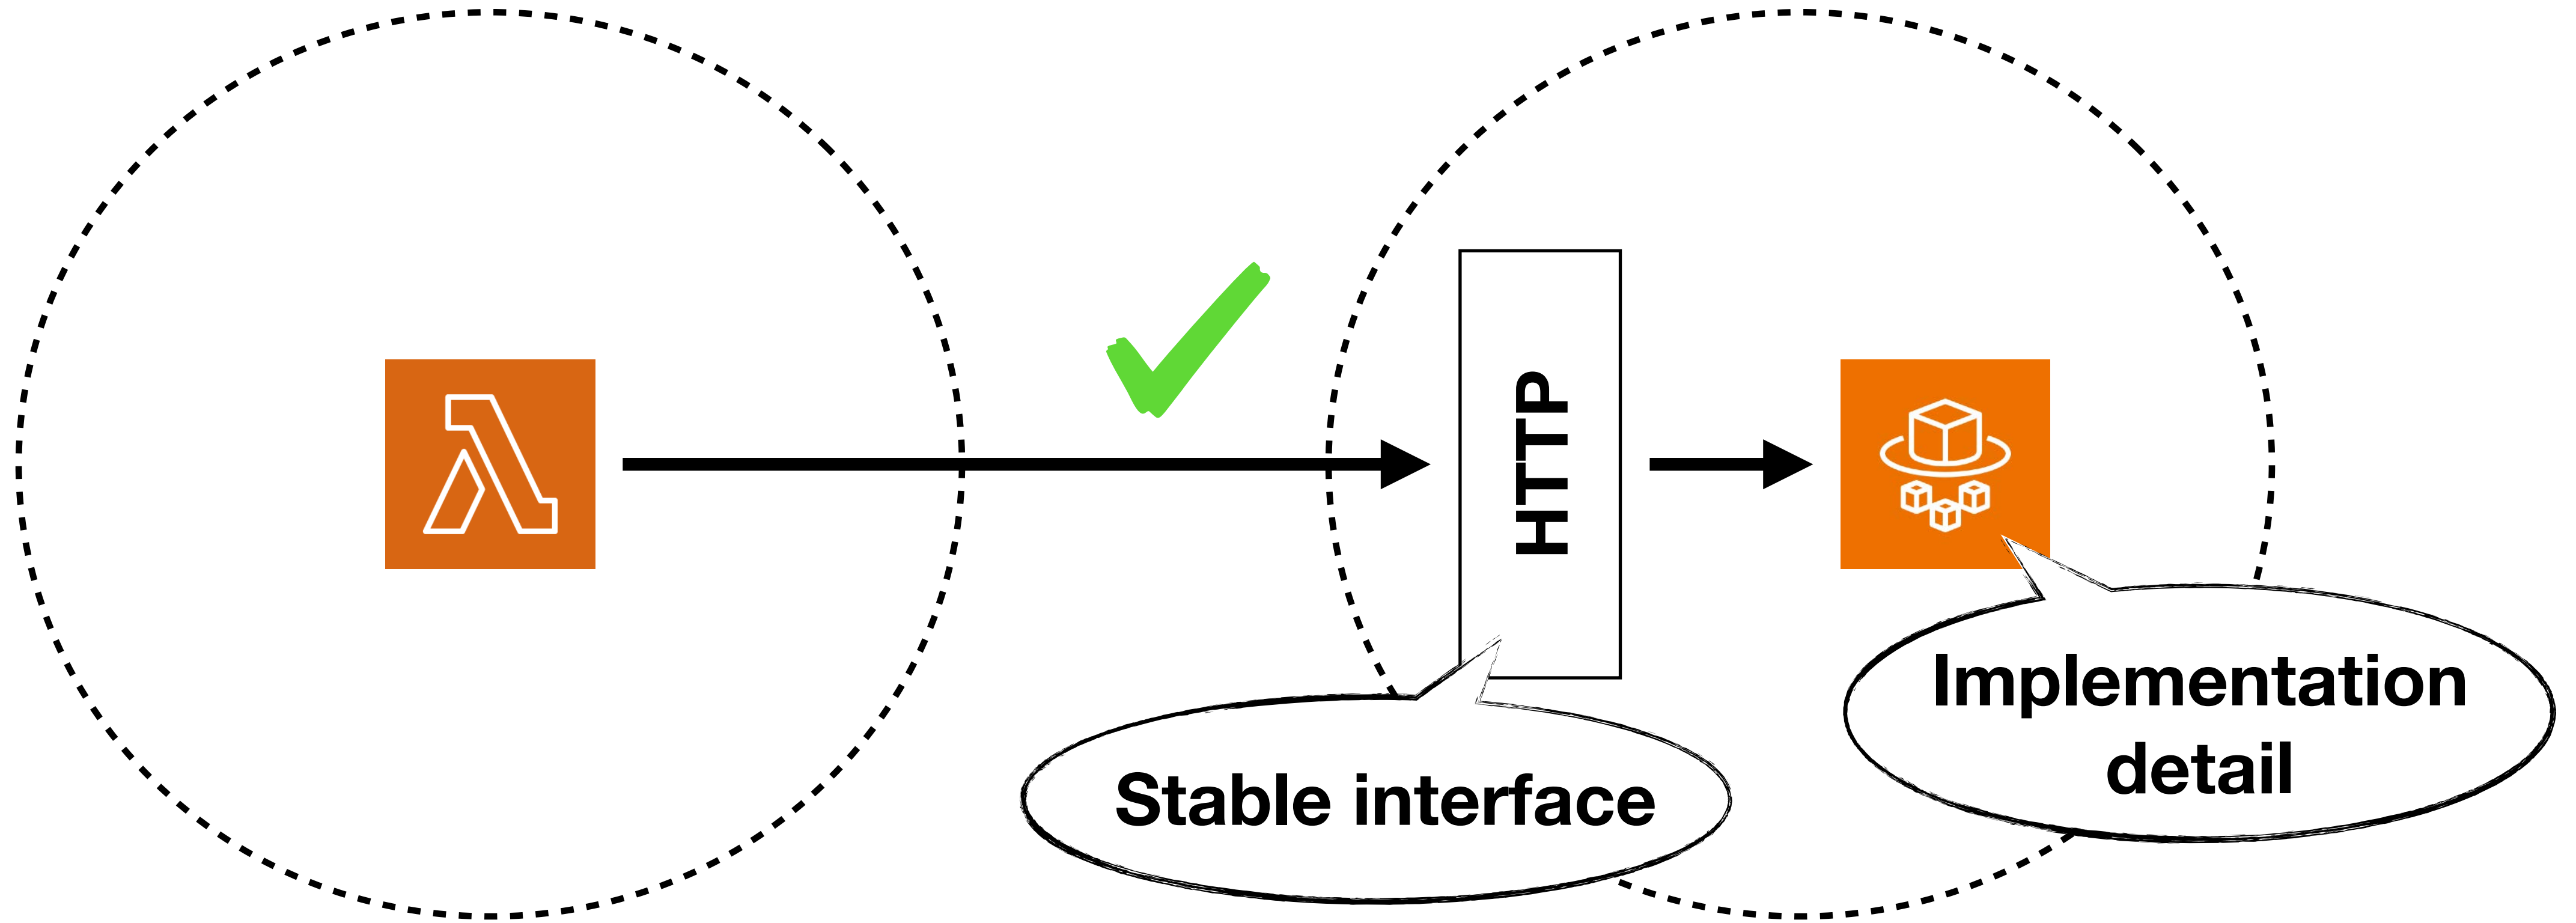 HTTP
Stable interface
Implementation
detail